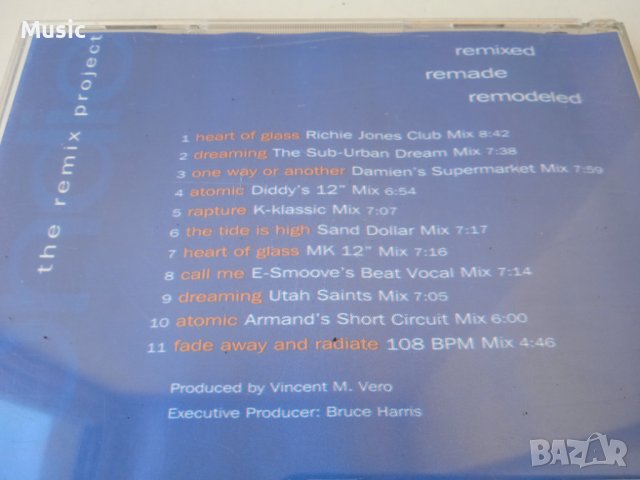 Music
remixed
remade
remodeled
the remix project
1 heart of glass Richie Jones Club Mix 8:42
2 dreaming The Sub-Urban Dream Mix 7:38
3 one way or another Damien's Supermarket Mix 7:59
4 atomic Diddy's 12" Mix 6:54
5 rapture K-klassic Mix 7:07
6 the tide is high Sand Dollar Mix 7:17
7 heart of glass MK 12" Mix 7:16
8 call me E-Smoove's Beat Vocal Mix 7:14
9 dreaming Utah Saints Mix 7:05
10 atomic Armand's Short Circuit Mix 6:00
11 fade away and radiate 108 BPM Mix 4:46
Produced by Vincent M. Vero
Executive Producer: Bruce Harris
BAZAR